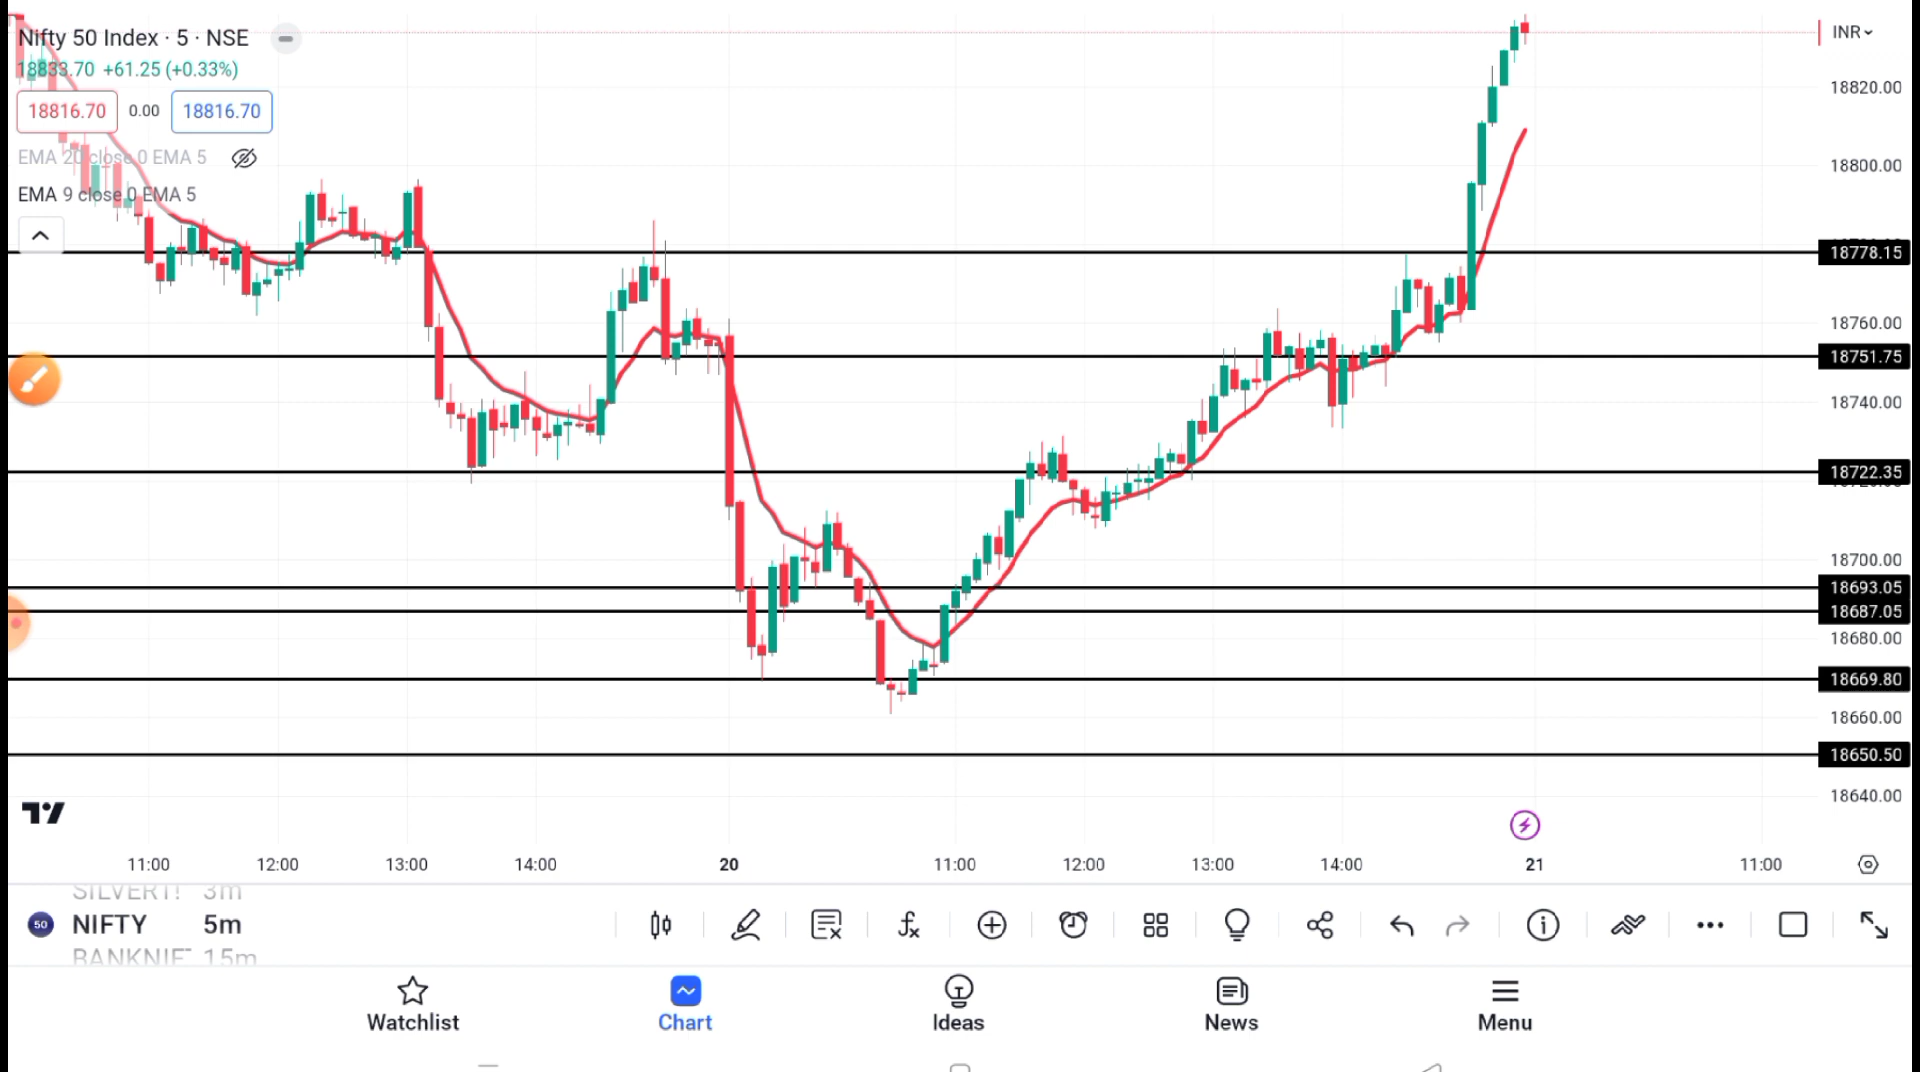 Nifty 50 Index · 5 · NSE
18833.70 +61.25 (+0.33%)
18816.70 0.00 18816.70
EMA 20 close 0 EMA 5
EMA 9 close 0 EMA 5
INR
18820.00
18800.00
18778.15
18760.00
18751.75
18740.00
18722.35
18700.00
18693.05
18687.05
18680.00
18669.80
18660.00
18650.50
18640.00
11:00 12:00 13:00 14:00 20 11:00 12:00 13:00 14:00 21 11:00
SILVER1! 3m
50 NIFTY 5m
15m
Watchlist Chart Ideas News Menu